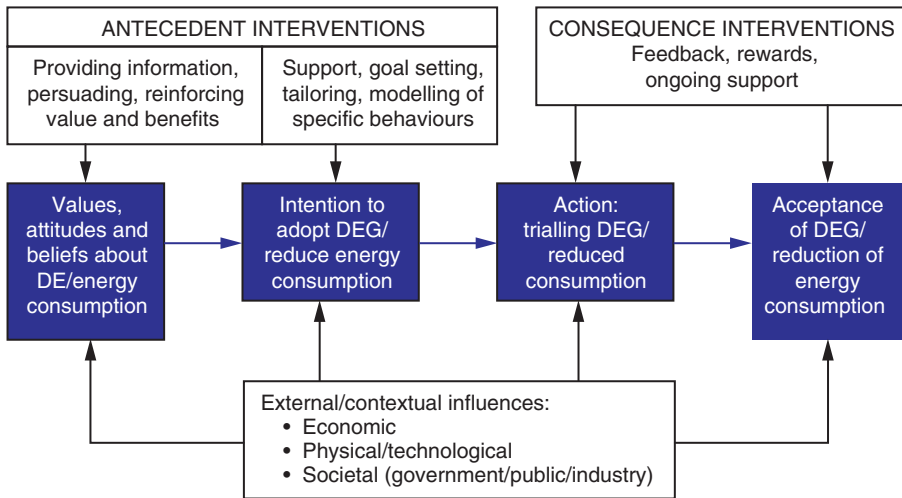 ANTECEDENT INTERVENTIONS
Providing information,
persuading, reinforcing
value and benefits
Support, goal setting,
tailoring, modelling of
specific behaviours
CONSEQUENCE INTERVENTIONS
Feedback, rewards,
ongoing support
Values,
attitudes and
beliefs about
DE/energy
consumption
Intention to
adopt DEG/
reduce energy
consumption
Action:
trialling DEG/
reduced
consumption
Acceptance
of DEG/
reduction of
energy
consumption
External/contextual influences:
• Economic
• Physical/technological
• Societal (government/public/industry)